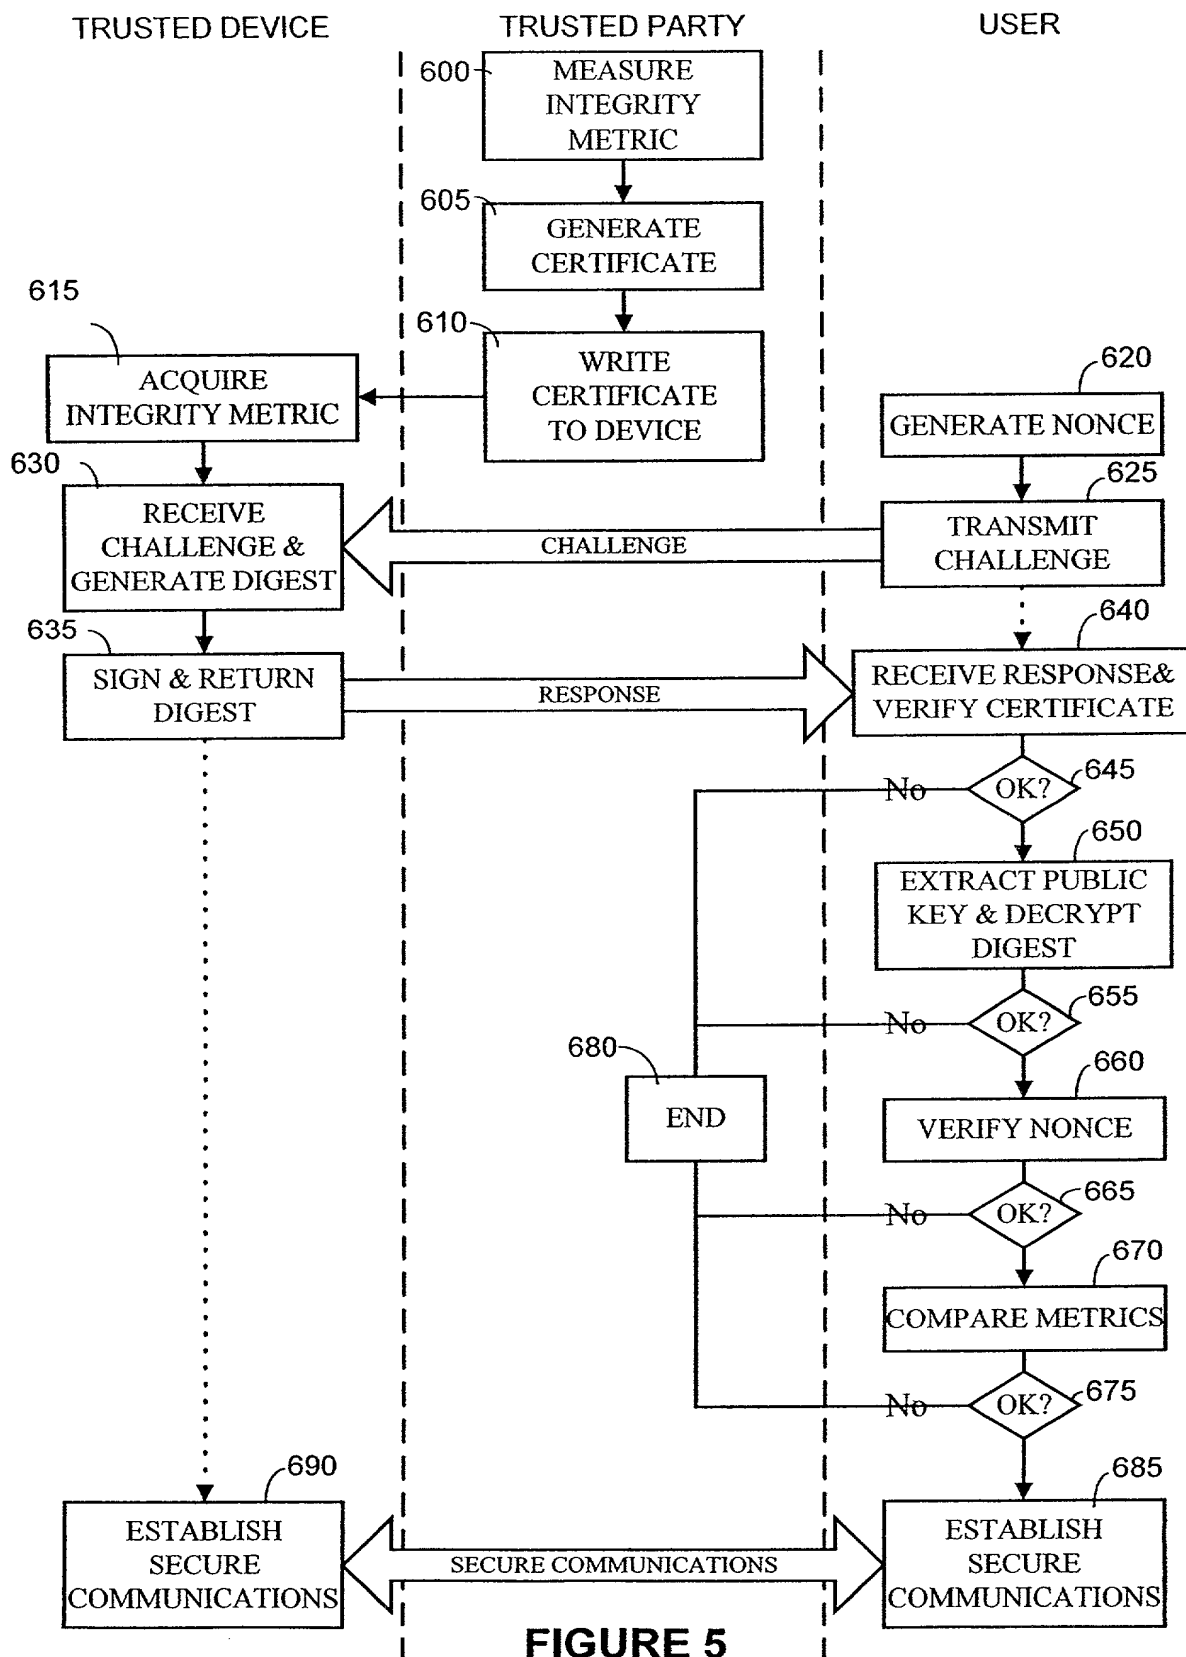 TRUSTED DEVICE
TRUSTED PARTY
USER
600
MEASURE
INTEGRITY
METRIC
605
GENERATE
CERTIFICATE
615
610
ACQUIRE
INTEGRITY METRIC
WRITE
CERTIFICATE
TO DEVICE
620
GENERATE NONCE
630
625
RECEIVE
CHALLENGE &
GENERATE DIGEST
CHALLENGE
TRANSMIT
CHALLENGE
635
640
SIGN & RETURN
DIGEST
RESPONSE
RECEIVE RESPONSE&
VERIFY CERTIFICATE
645
No
OK?
650
EXTRACT PUBLIC
KEY & DECRYPT
DIGEST
655
No
OK?
680
END
660
VERIFY NONCE
665
No
OK?
670
COMPARE METRICS
675
No
OK?
690
685
ESTABLISH
SECURE
COMMUNICATIONS
SECURE COMMUNICATIONS
ESTABLISH
SECURE
COMMUNICATIONS
FIGURE 5